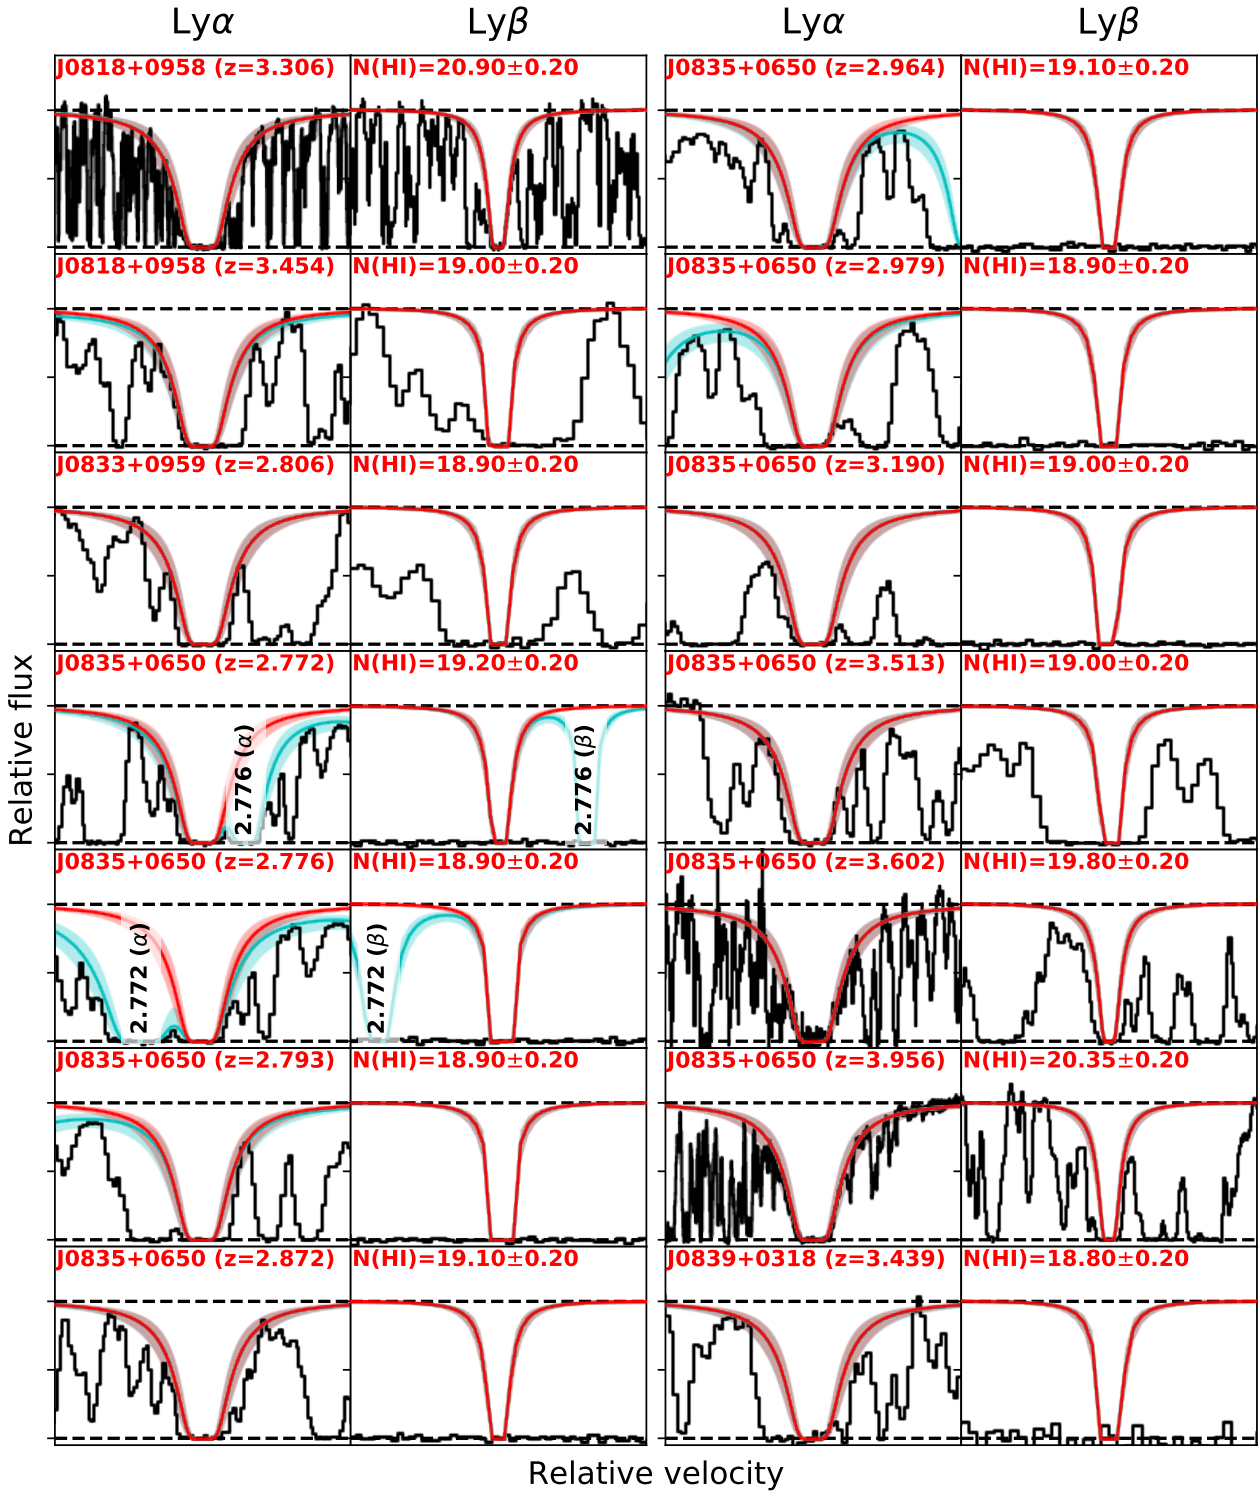 Lyα Lyβ Lyα Lyβ
J0818+0958 (z=3.306) N(HI)=20.90±0.20 J0835+0650 (z=2.964) N(HI)=19.10±0.20
J0818+0958 (z=3.454) N(HI)=19.00±0.20 J0835+0650 (z=2.979) N(HI)=18.90±0.20
J0833+0959 (z=2.806) N(HI)=18.90±0.20 J0835+0650 (z=3.190) N(HI)=19.00±0.20
J0835+0650 (z=2.772) N(HI)=19.20±0.20 J0835+0650 (z=3.513) N(HI)=19.00±0.20
2.776 (α) 2.776 (β)
J0835+0650 (z=2.776) N(HI)=18.90±0.20 J0835+0650 (z=3.602) N(HI)=19.80±0.20
2.772 (α) 2.772 (β)
J0835+0650 (z=2.793) N(HI)=18.90±0.20 J0835+0650 (z=3.956) N(HI)=20.35±0.20
J0835+0650 (z=2.872) N(HI)=19.10±0.20 J0839+0318 (z=3.439) N(HI)=18.80±0.20
Relative flux
Relative velocity